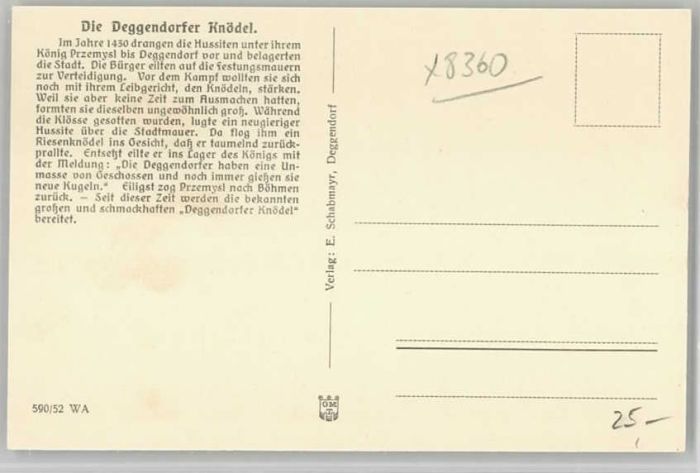 Die Deggendorfer Knödel.
Im Jahre 1430 drangen die Hussiten unter ihrem
König Przemysl bis Deggendorf vor und belagerten
die Stadt. Die Bürger eilten auf die Festungsmauern
zur Verteidigung. Vor dem Kampf wollten sie sich
noch mit ihrem Leibgericht, den Knödeln, stärken.
Weil sie aber keine Zeit zum Ausmachen hatten,
formten sie dieselben ungewöhnlich groß. Während
die Klösse gesotten wurden, lugte ein neugieriger
Hussite über die Stadtmauer. Da flog ihm ein
Riesenknödel ins Gesicht, daß er taumelnd zurück-
prallte. Entsetzt eilte er ins Lager des Königs mit
der Meldung: „Die Deggendorfer haben eine Un-
masse von Geschossen und noch immer gießen sie
neue Kugeln." Eiligst zog Przemysl nach Böhmen
zurück. – Seit dieser Zeit werden die bekannten
großen und schmackhaften „Deggendorfer Knödel"
bereitet.
590/52 WA
Verlag: E. Schabmayr, Deggendorf
GM
x8360
25,-